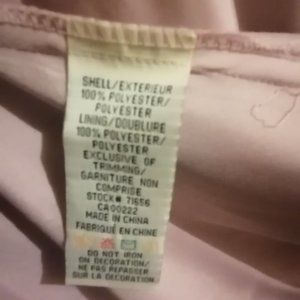 SHELL/EXTERIEUR
100% POLYESTER/
POLYESTER
LINING/DOUBLURE
100% POLYESTER/
POLYESTER
EXCLUSIVE OF
TRIMMING/
GARNITURE NON
COMPRISE
STOCK# 71656
CA00222
MADE IN CHINA
FABRIQUÉ EN CHINE
DO NOT IRON
ON DECORATION/
NE PAS REPASSER
SUR LA DECORATION